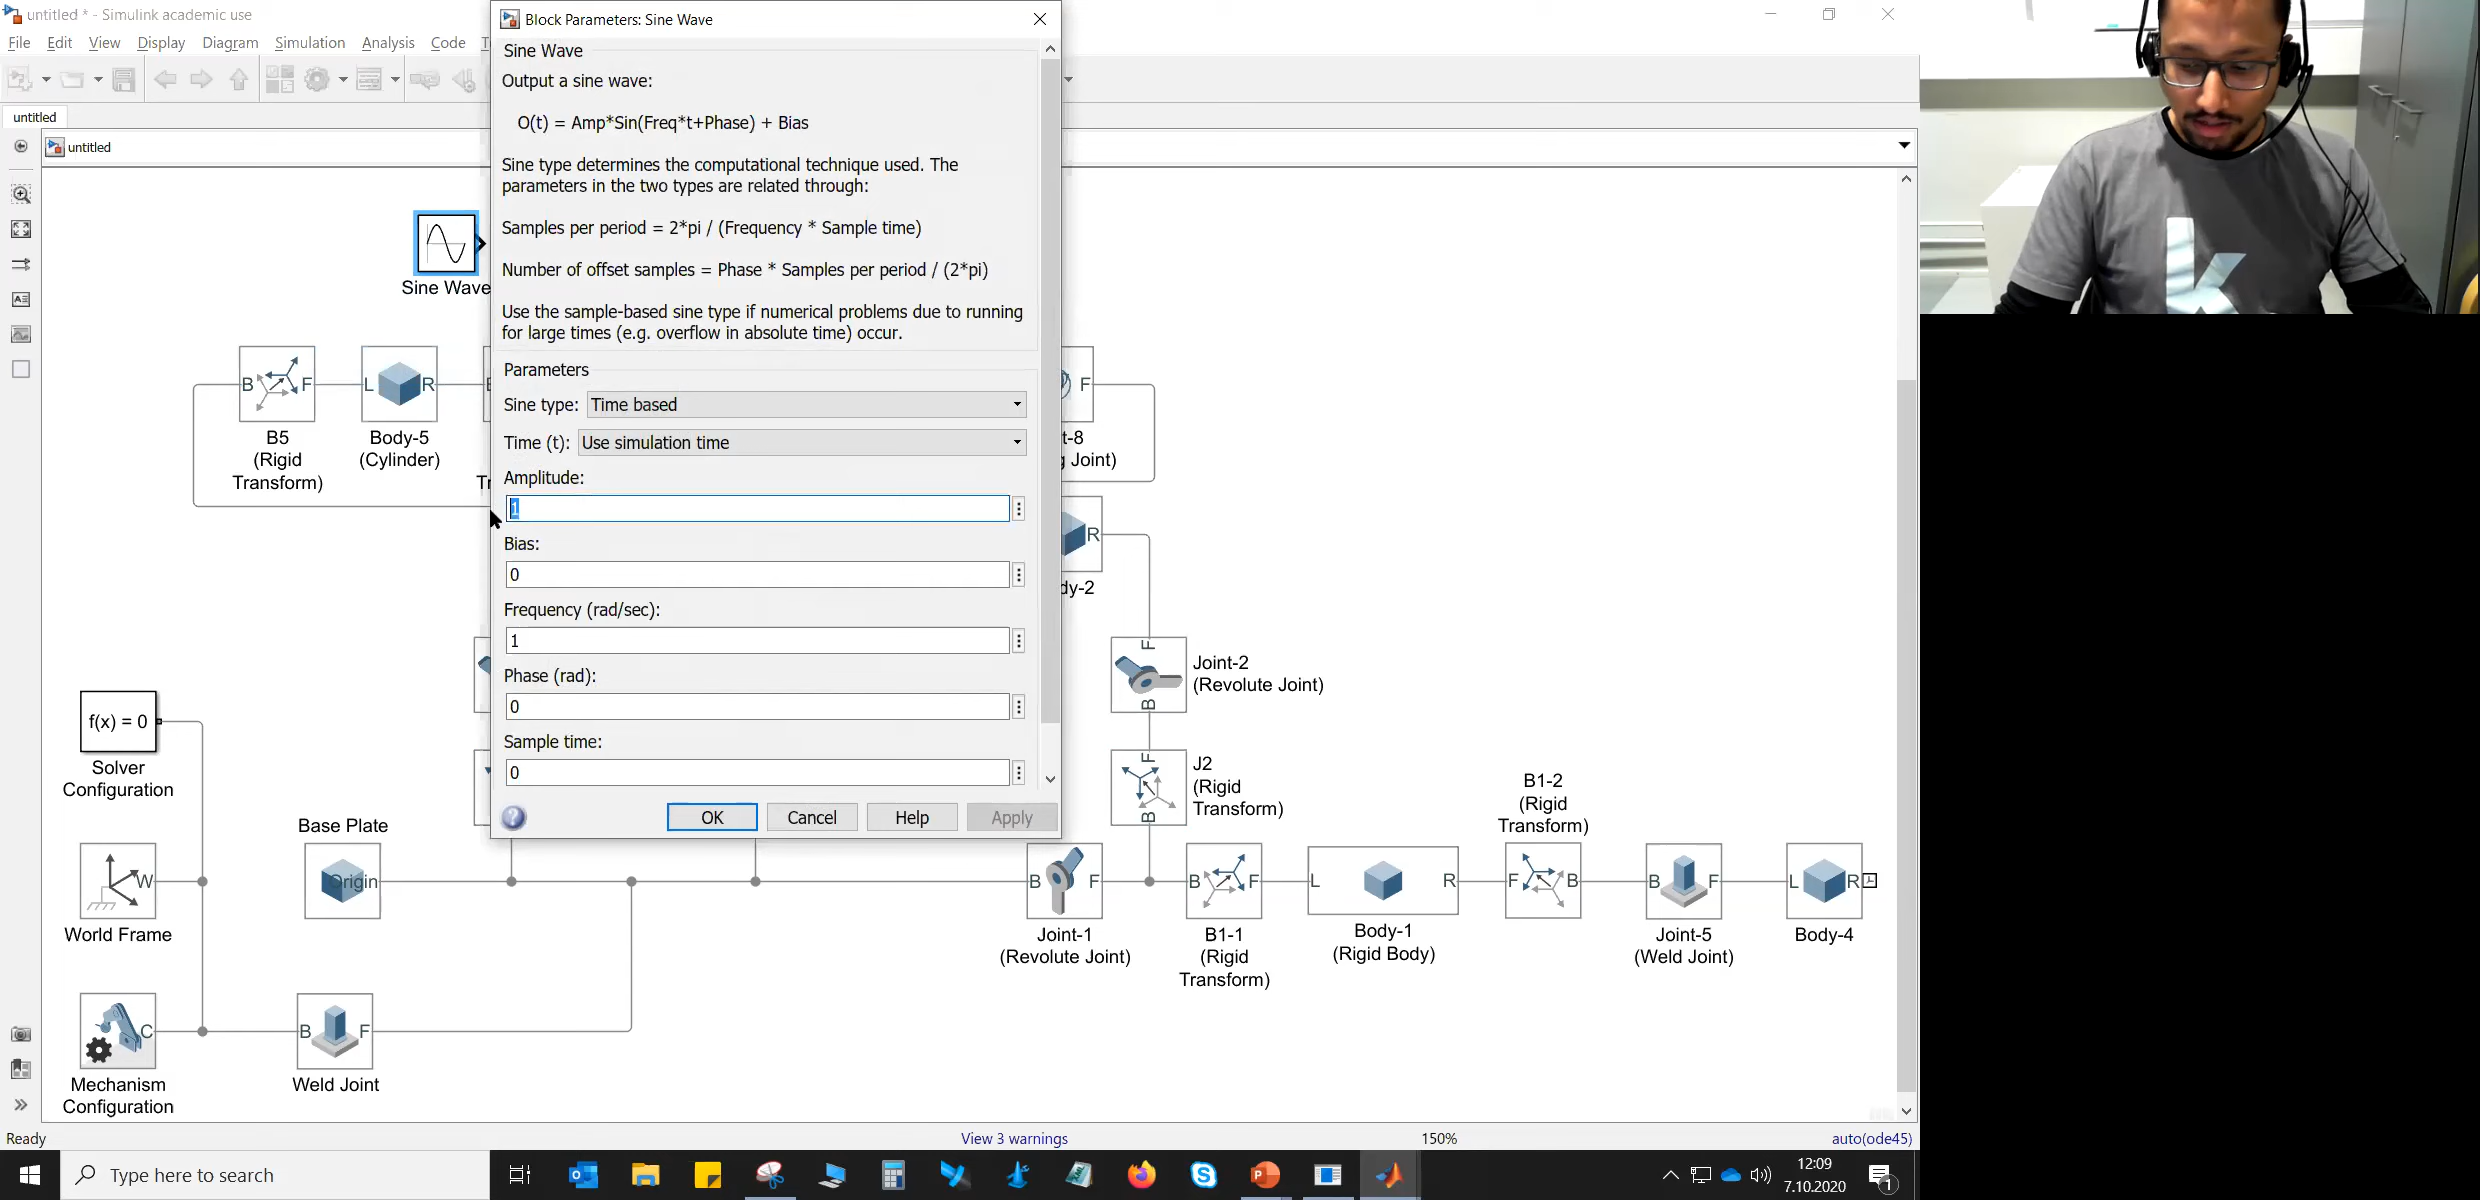 untitled * - Simulink academic use
File Edit View Display Diagram Simulation Analysis Code
untitled
untitled
Block Parameters: Sine Wave
Sine Wave
Output a sine wave:
O(t) = Amp*Sin(Freq*t+Phase) + Bias
Sine type determines the computational technique used. The
parameters in the two types are related through:
Samples per period = 2*pi / (Frequency * Sample time)
Number of offset samples = Phase * Samples per period / (2*pi)
Use the sample-based sine type if numerical problems due to running
for large times (e.g. overflow in absolute time) occur.
Parameters
Sine type: Time based
Time (t): Use simulation time
Amplitude:
1
Bias:
0
Frequency (rad/sec):
1
Phase (rad):
0
Sample time:
0
OK Cancel Help Apply
Sine Wave
B F
B5
(Rigid
Transform)
L R
Body-5
(Cylinder)
F
t-8
Joint)
R
dy-2
F
B
Joint-2
(Revolute Joint)
F
B
J2
(Rigid
Transform)
f(x) = 0
Solver
Configuration
W
World Frame
C
Mechanism
Configuration
Base Plate
Origin
B F
Weld Joint
B F
Joint-1
(Revolute Joint)
B F
B1-1
(Rigid
Transform)
L R
Body-1
(Rigid Body)
B1-2
(Rigid
Transform)
F B
B F
Joint-5
(Weld Joint)
L R
Body-4
k
Ready
View 3 warnings
150%
auto(ode45)
Type here to search
12:09
7.10.2020
1